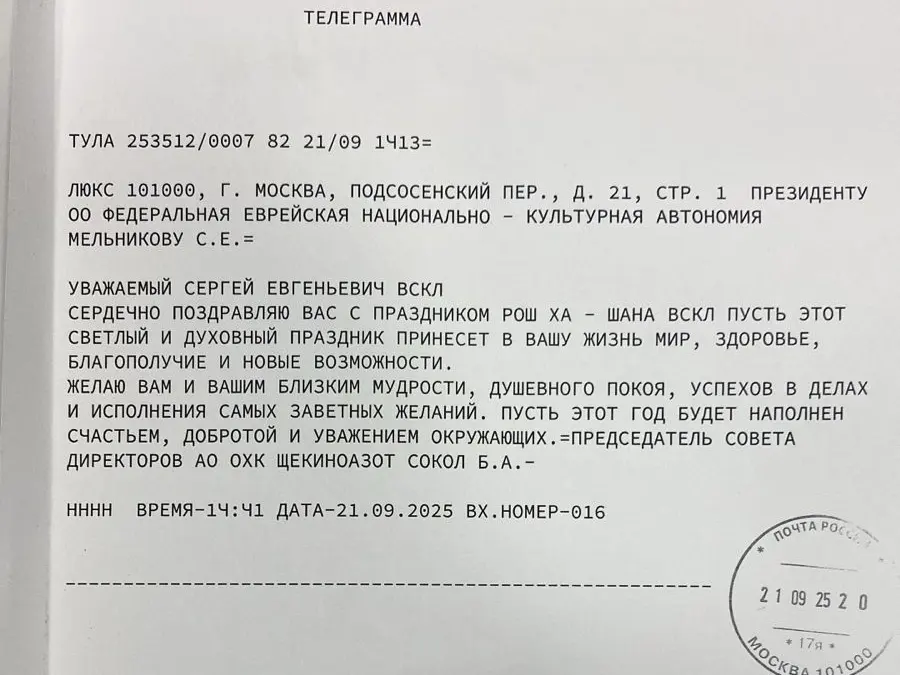 ТЕЛЕГРАММА
ТУЛА 253512/0007 82 21/09 1Ч13=
ЛЮКС 101000, Г. МОСКВА, ПОДСОСЕНСКИЙ ПЕР., Д. 21, СТР. 1 ПРЕЗИДЕНТУ
ОО ФЕДЕРАЛЬНАЯ ЕВРЕЙСКАЯ НАЦИОНАЛЬНО – КУЛЬТУРНАЯ АВТОНОМИЯ
МЕЛЬНИКОВУ С.Е.=
УВАЖАЕМЫЙ СЕРГЕЙ ЕВГЕНЬЕВИЧ ВСКЛ
СЕРДЕЧНО ПОЗДРАВЛЯЮ ВАС С ПРАЗДНИКОМ РОШ ХА – ШАНА ВСКЛ ПУСТЬ ЭТОТ
СВЕТЛЫЙ И ДУХОВНЫЙ ПРАЗДНИК ПРИНЕСЕТ В ВАШУ ЖИЗНЬ МИР, ЗДОРОВЬЕ,
БЛАГОПОЛУЧИЕ И НОВЫЕ ВОЗМОЖНОСТИ.
ЖЕЛАЮ ВАМ И ВАШИМ БЛИЗКИМ МУДРОСТИ, ДУШЕВНОГО ПОКОЯ, УСПЕХОВ В ДЕЛАХ
И ИСПОЛНЕНИЯ САМЫХ ЗАВЕТНЫХ ЖЕЛАНИЙ. ПУСТЬ ЭТОТ ГОД БУДЕТ НАПОЛНЕН
СЧАСТЬЕМ, ДОБРОТОЙ И УВАЖЕНИЕМ ОКРУЖАЮЩИХ.=ПРЕДСЕДАТЕЛЬ СОВЕТА
ДИРЕКТОРОВ АО ОХК ЩЕКИНОАЗОТ СОКОЛ Б.А.-
НННН ВРЕМЯ-1Ч:Ч1 ДАТА-21.09.2025 ВХ.НОМЕР-016
* ПОЧТА РОССИИ *
21 09 25 2 0
* 17я *
МОСКВА 101000